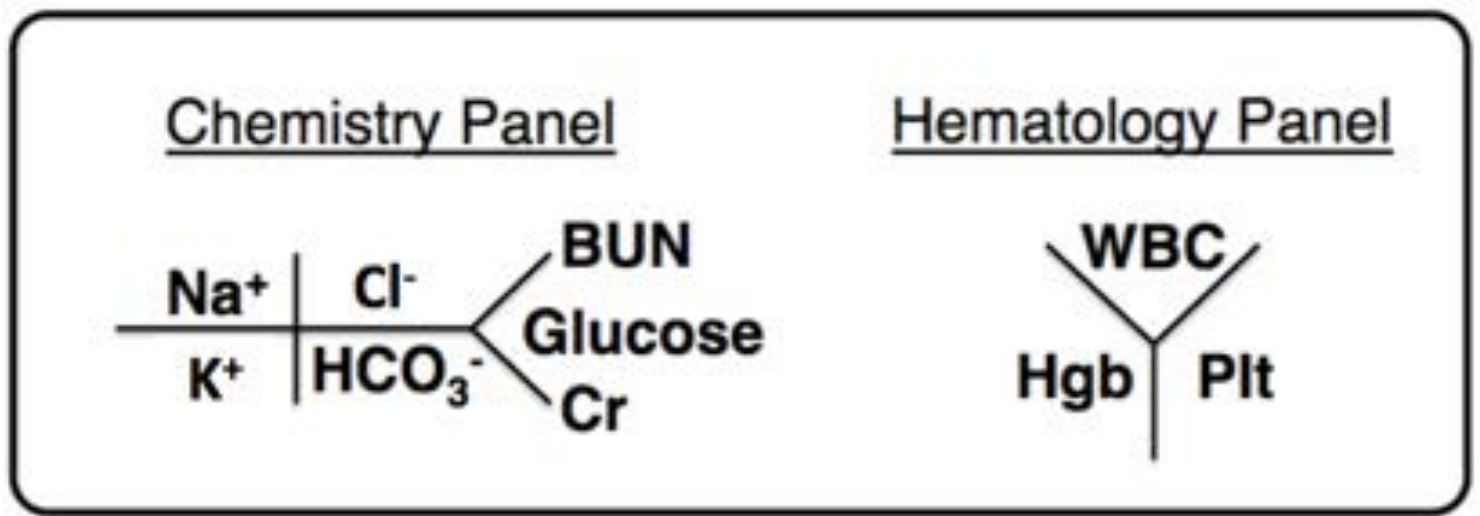 Chemistry Panel
Hematology Panel
BUN
Na⁺ Cl⁻
Glucose
K⁺ HCO₃⁻
Cr
WBC
Hgb Plt